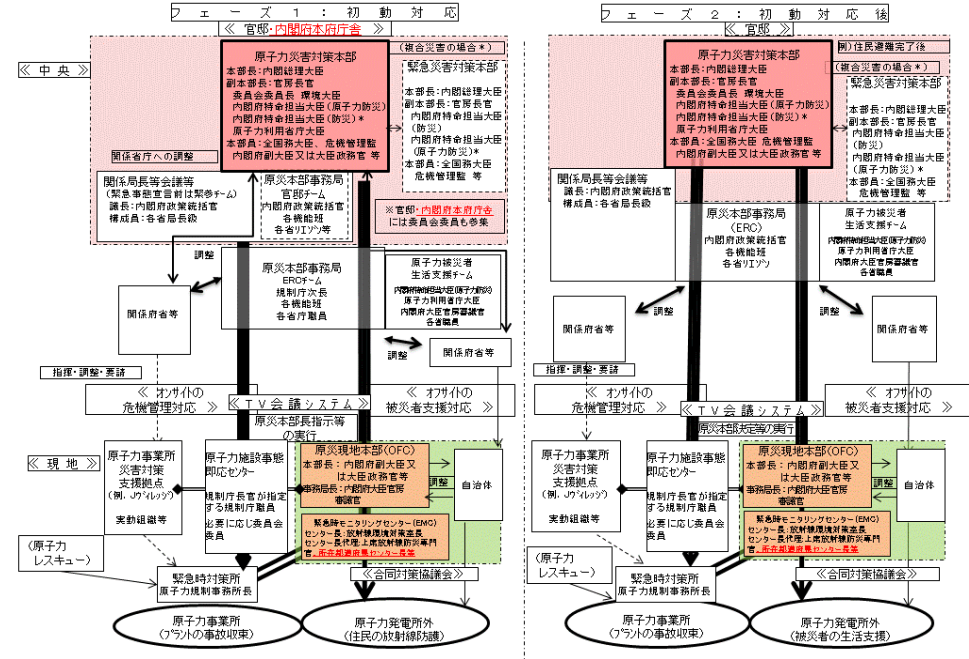 フェーズ１：初動対応
≪ 官邸・内閣府本府庁舎 ≫
≪ 中央 ≫
原子力災害対策本部
本部長：内閣総理大臣
副本部長：官房長官
委員会委員長 環境大臣
内閣府特命担当大臣(原子力防災)
内閣府特命担当大臣(防災)＊
原子力利用省庁大臣
本部員：全国務大臣、危機管理監
内閣府副大臣又は大臣政務官 等
(複合災害の場合＊)
緊急災害対策本部
本部長：内閣総理大臣
副本部長：官房長官
内閣府特命担当大臣
(防災)
内閣府特命担当大臣
(原子力防災)＊
本部員：全国務大臣
危機管理監 等
関係省庁への調整
関係局長等会議等
(緊急事態宣言前は緊参チーム)
議長：内閣府政策統括官
構成員：各省局長級
原災本部事務局
官邸チーム
内閣府政策統括官
各機能班
各省リエゾン等
※官邸・内閣府本府庁舎
には委員会委員も参集
調整
原災本部事務局
ERCチーム
規制庁次長
各機能班
各省庁職員
原子力被災者
生活支援チーム
内閣府特命担当大臣(原子力防災)
原子力利用省庁大臣
内閣府大臣官房審議官
各省職員
関係府省等
調整
関係府省等
指揮・調整・要請
≪ オンサイトの
危機管理対応 ≫
≪ オフサイトの
被災者支援対応 ≫
≪TV会議システム≫
原災本部長指示等
の実行
≪ 現地 ≫
原子力事業所
災害対策
支援拠点
(例．Jヴィレッジ)
実動組織等
原子力施設事態
即応センター
規制庁長官が指定
する規制庁職員
必要に応じ委員会
委員
原災現地本部(OFC)
本部長：内閣府副大臣又
は大臣政務官
事務局長：内閣府大臣官房
審議官
調整
自治体
緊急時モニタリングセンター(EMC)
センター長：放射線環境対策室長
センター長代理：上席放射線防災専門
官、所在都道府県センター長等
(原子力
レスキュー)
緊急時対策所
原子力規制事務所長
≪合同対策協議会≫
原子力事業所
(プラントの事故収束)
原子力発電所外
(住民の放射線防護)
フェーズ２：初動対応後
≪ 官邸 ≫
例)住民避難完了後
(複合災害の場合＊)
原子力災害対策本部
本部長：内閣総理大臣
副本部長：官房長官
委員会委員長 環境大臣
内閣府特命担当大臣(原子力防災)
内閣府特命担当大臣(防災)＊
原子力利用省庁大臣
本部員：全国務大臣 危機管理監
内閣府副大臣又は大臣政務官 等
緊急災害対策本部
本部長：内閣総理大臣
副本部長：官房長官
内閣府特命担当大臣
(防災)
内閣府特命担当大臣
(原子力防災)＊
本部員：全国務大臣
危機管理監 等
関係局長等会議等
議長：内閣府政策統括官
構成員：各省局長級
原災本部事務局
(ERC)
内閣府政策統括官
各機能班
各省リエゾン
原子力被災者
生活支援チーム
内閣府特命担当大臣(原子力防災)
原子力利用省庁大臣
内閣府大臣官房審議官
各省職員
関係府省等
調整
調整
関係府省等
指揮・調整・要請
≪ オンサイトの
危機管理対応 ≫
≪ オフサイトの
被災者支援対応 ≫
≪TV会議システム≫
原災本部決定等の実行
原子力事業所
災害対策
支援拠点
(例．Jヴィレッジ)
実動組織等
原子力施設事態
即応センター
規制庁長官が指定
する規制庁職員
必要に応じ委員会
委員
原災現地本部(OFC)
本部長：内閣府副大臣又
は大臣政務官
事務局長：内閣府大臣官房
審議官
調整
自治体
緊急時モニタリングセンター(EMC)
センター長：放射線環境対策室長
センター長代理：上席放射線防災専門
官、所在都道府県センター長等
(原子力
レスキュー)
緊急時対策所
原子力規制事務所長
≪合同対策協議会≫
原子力事業所
(プラントの事故収束)
原子力発電所外
(被災者の生活支援)